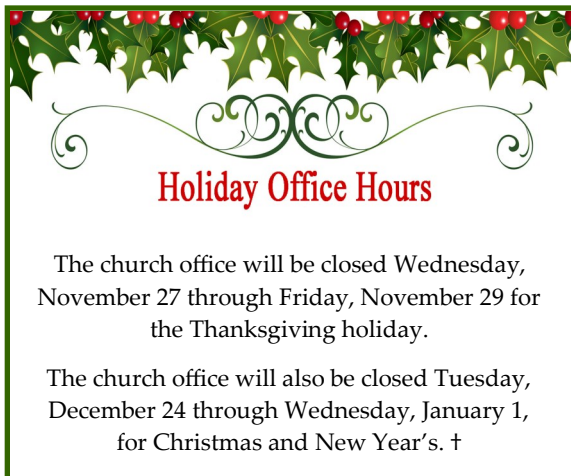 Holiday Office Hours
The church office will be closed Wednesday,
November 27 through Friday, November 29 for
the Thanksgiving holiday.
The church office will also be closed Tuesday,
December 24 through Wednesday, January 1,
for Christmas and New Year’s. †